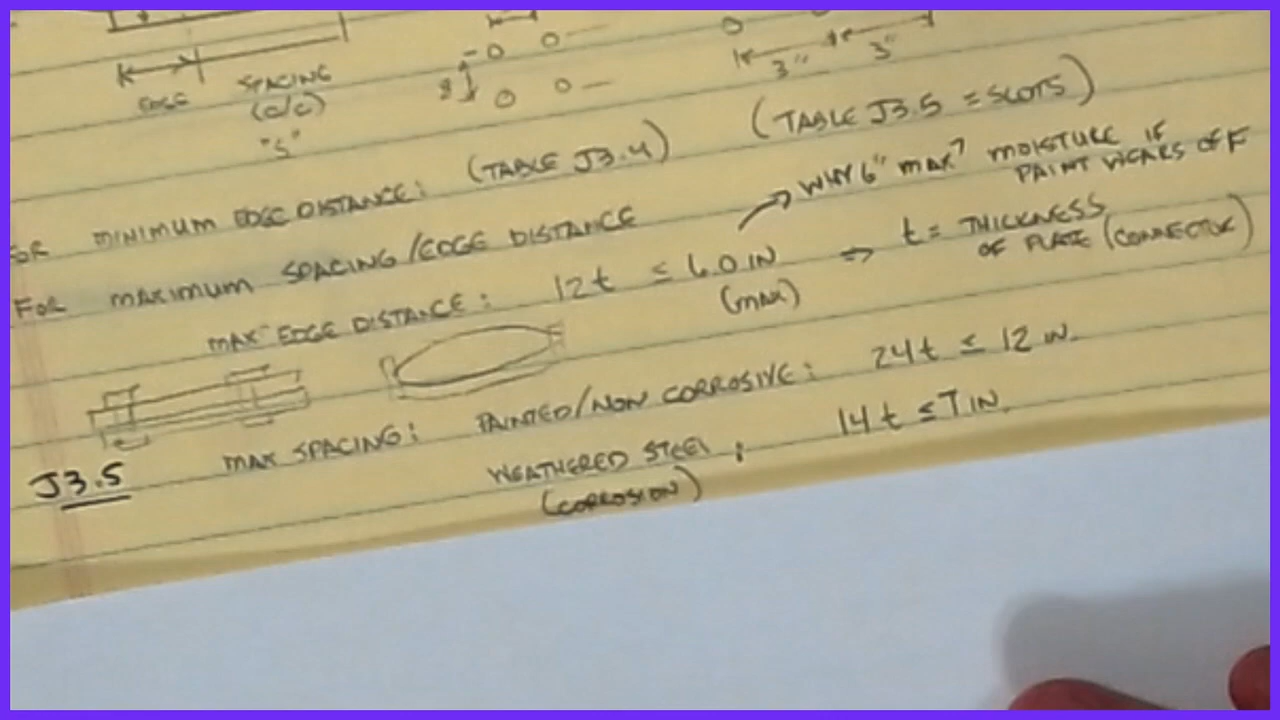 EDGE SPACING
(c/c)
"S"
3" 3"
FOR MINIMUM EDGE DISTANCE: (TABLE J3.4) (TABLE J3.5 = SLOTS)
FOR MAXIMUM SPACING/EDGE DISTANCE
WHY 6" MAX? MOISTURE IF
PAINT WEARS OFF
MAX EDGE DISTANCE: 12t ≤ 6.0 IN ⇒ t = THICKNESS
(MAX) OF PLATE (CONNECTOR)
J3.5 MAX SPACING: PAINTED/NON CORROSIVE: 24t ≤ 12 IN.
WEATHERED STEEL: 14t ≤ 7 IN.
(CORROSION)